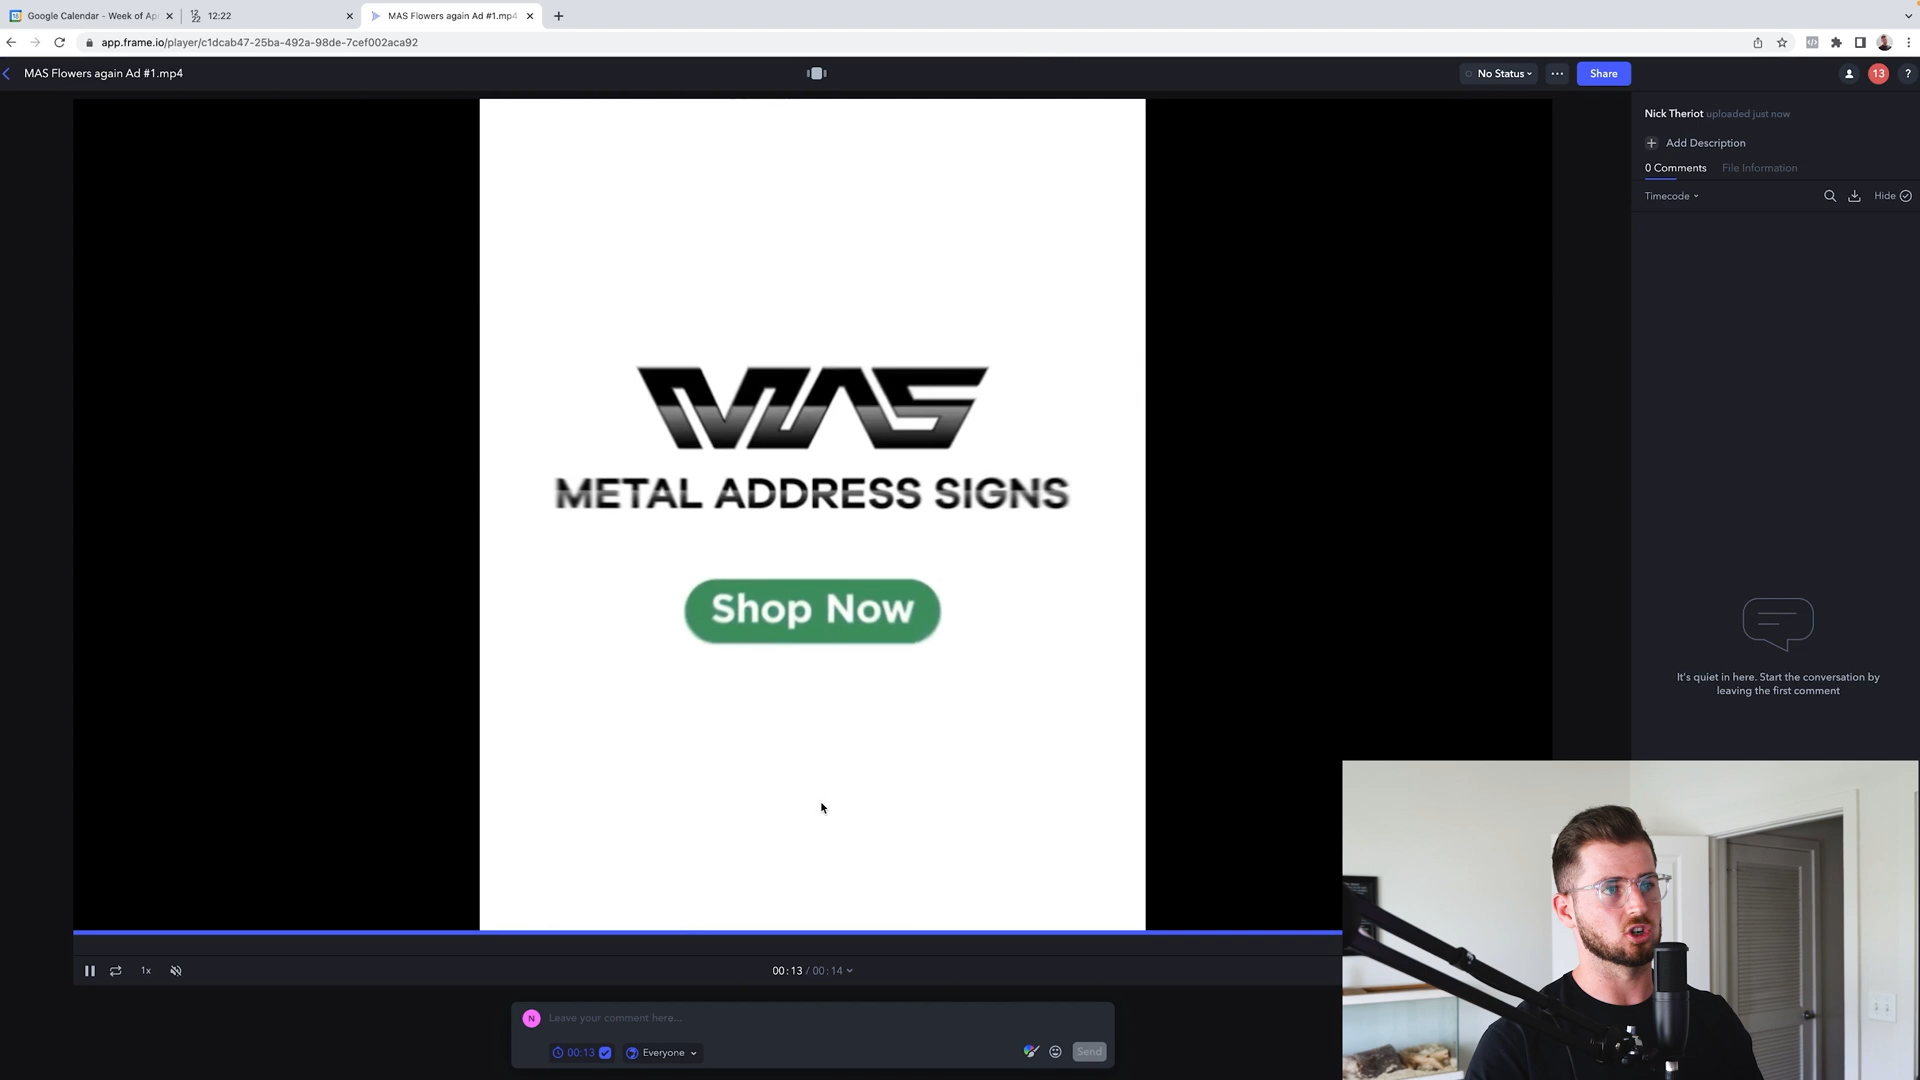 Google Calendar - Week of Ap
12
22
12:22
MAS Flowers again Ad #1.mp4
app.frame.io/player/c1dcab47-25ba-492a-98de-7cef002aca92
MAS Flowers again Ad #1.mp4
No Status
Share
13
?
Nick Theriot uploaded just now
Add Description
0 Comments
File Information
Timecode
Hide
MAS
METAL ADDRESS SIGNS
Shop Now
It's quiet in here. Start the conversation by
leaving the first comment
1x
00:13 / 00:14
N
Leave your comment here...
00:13
Everyone
Send